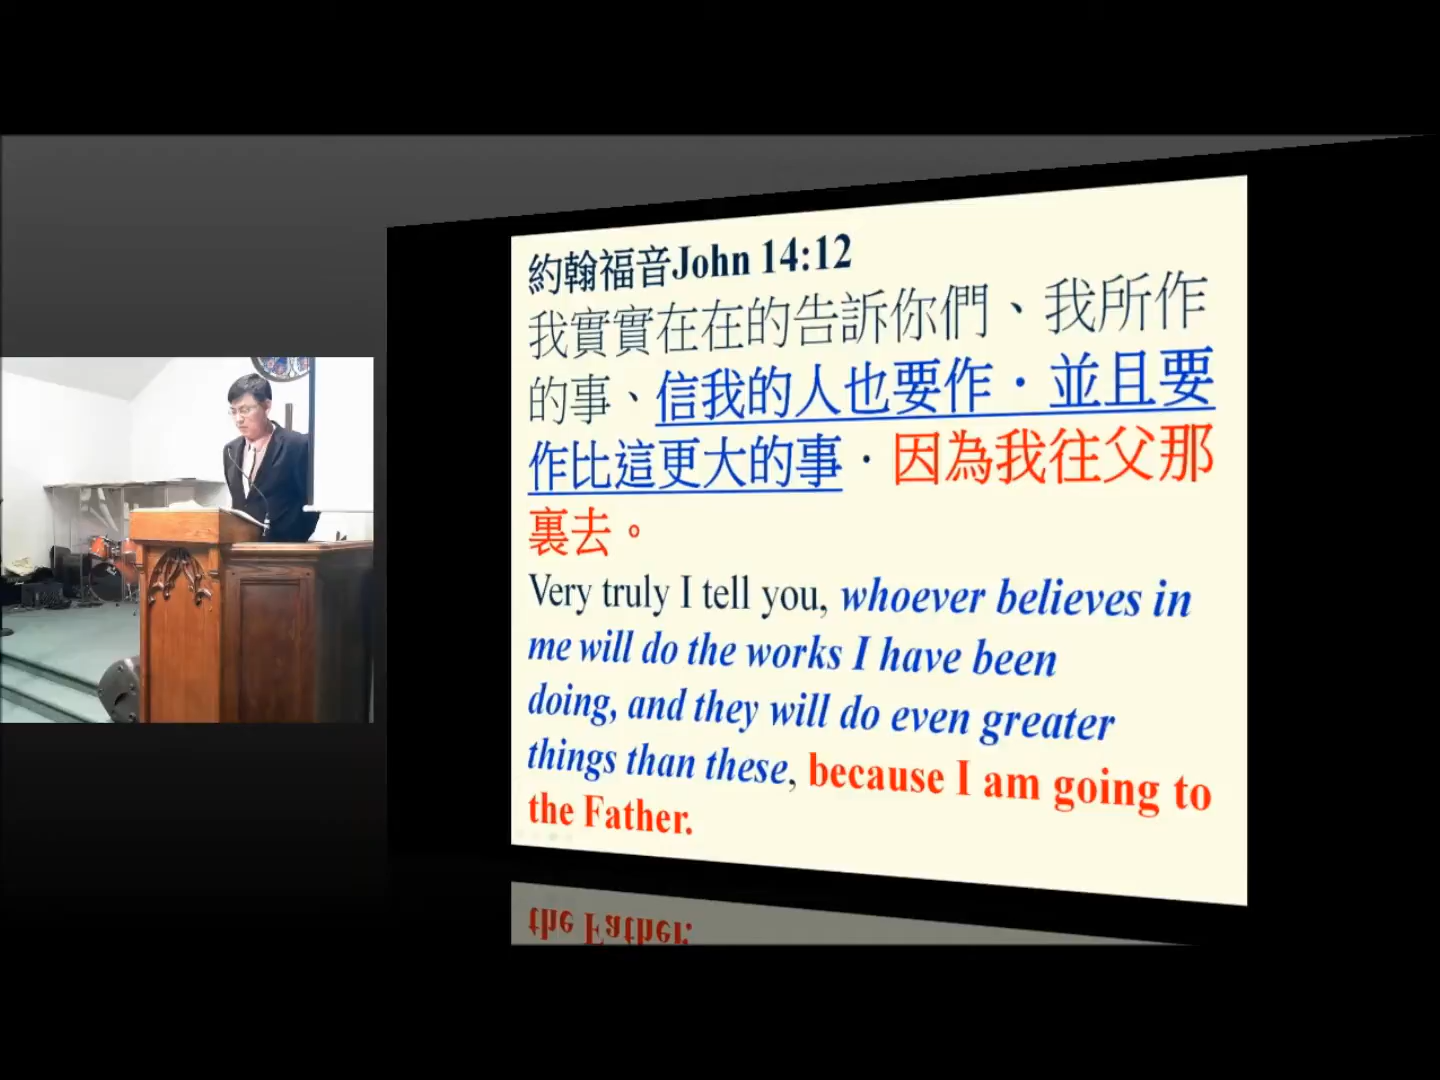 約翰福音John 14:12
我實實在在的告訴你們、我所作
的事、信我的人也要作．並且要
作比這更大的事．因為我往父那
裏去。
Very truly I tell you, whoever believes in
me will do the works I have been
doing, and they will do even greater
things than these, because I am going to
the Father.
the Father.